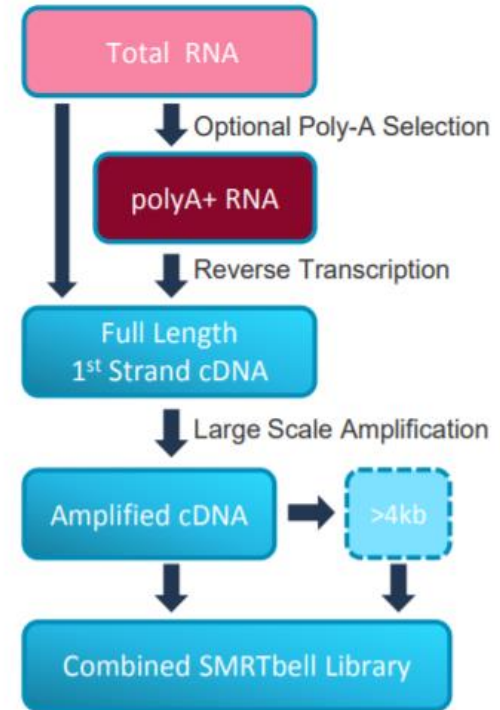 Total RNA
Optional Poly-A Selection
polyA+ RNA
Reverse Transcription
Full Length
1st Strand cDNA
Large Scale Amplification
Amplified cDNA
>4kb
Combined SMRTbell Library